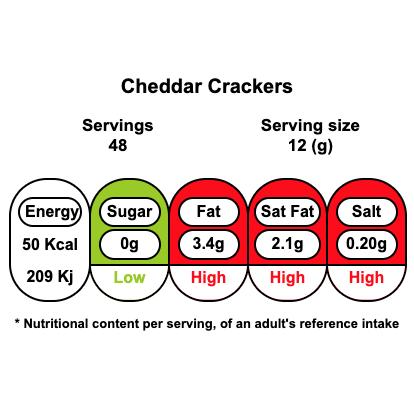 Cheddar Crackers
Servings
48
Serving size
12 (g)
Energy Sugar Fat Sat Fat Salt
50 Kcal 0g 3.4g 2.1g 0.20g
209 Kj Low High High High
* Nutritional content per serving, of an adult's reference intake